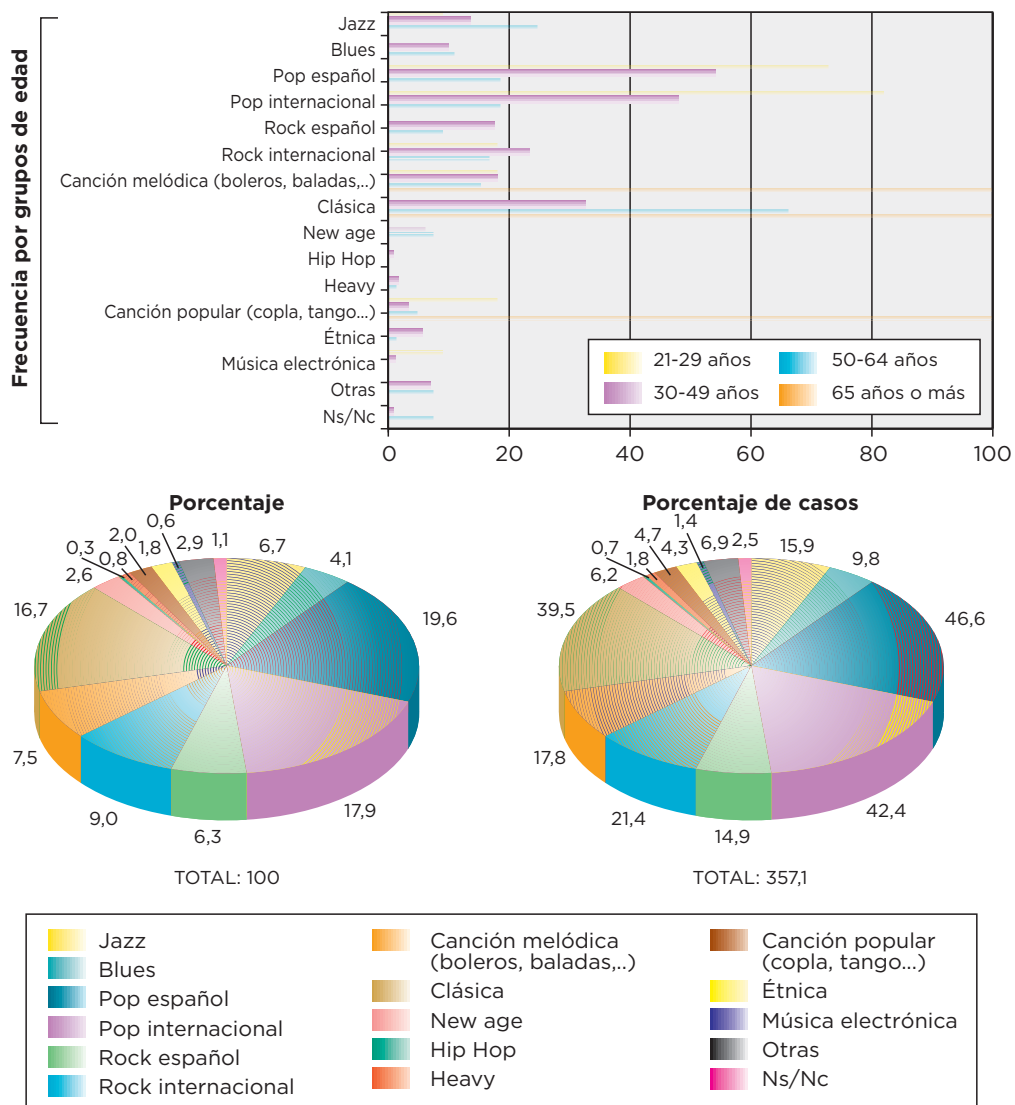 Frecuencia por grupos de edad
Jazz
Blues
Pop español
Pop internacional
Rock español
Rock internacional
Canción melódica (boleros, baladas,..)
Clásica
New age
Hip Hop
Heavy
Canción popular (copla, tango...)
Étnica
Música electrónica
Otras
Ns/Nc
0 20 40 60 80 100
21-29 años
30-49 años
50-64 años
65 años o más
Porcentaje
6,7
4,1
19,6
17,9
6,3
9,0
7,5
16,7
2,6
0,3
0,8
2,0
1,8
0,6
2,9
1,1
TOTAL: 100
Porcentaje de casos
15,9
9,8
46,6
42,4
14,9
21,4
17,8
39,5
6,2
0,7
1,8
4,7
4,3
1,4
6,9
2,5
TOTAL: 357,1
Jazz
Blues
Pop español
Pop internacional
Rock español
Rock internacional
Canción melódica
(boleros, baladas,..)
Clásica
New age
Hip Hop
Heavy
Canción popular
(copla, tango...)
Étnica
Música electrónica
Otras
Ns/Nc